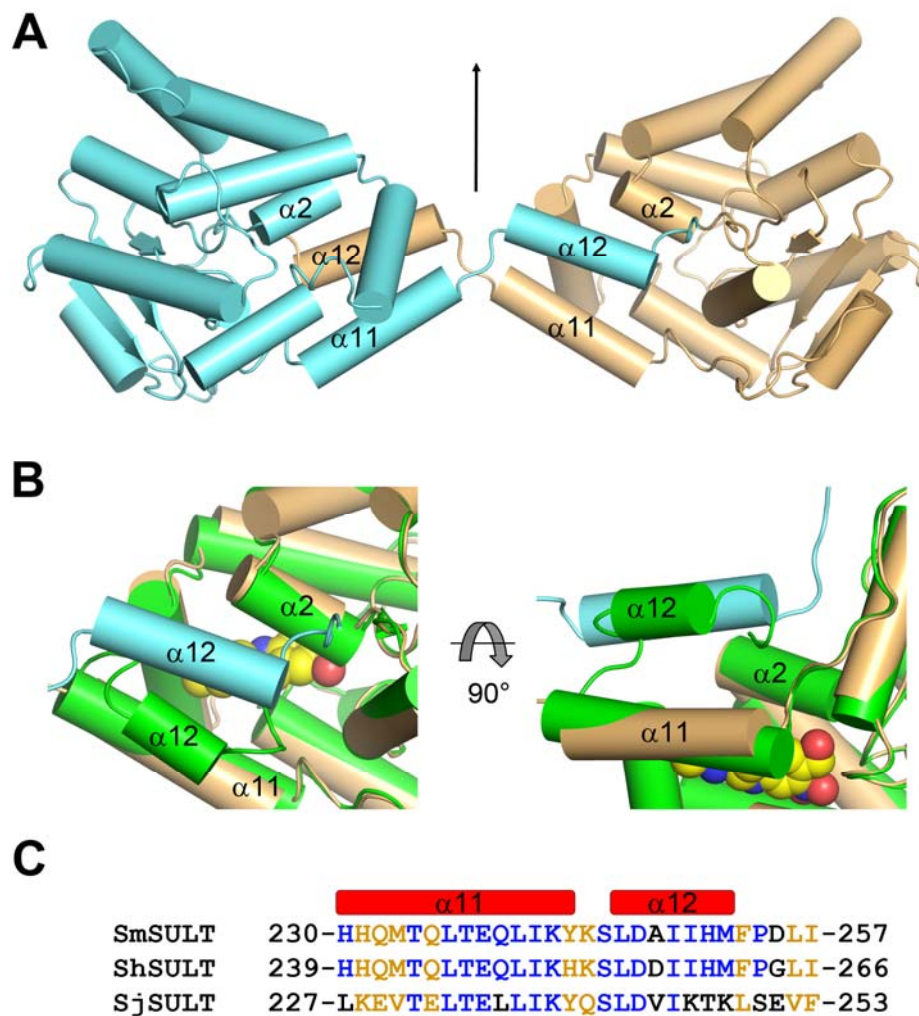 A
α2 α2
α12 α12
α11 α11
B
α2
α12
α12
α11
90°
α12
α2
α11
C
α11 α12
SmSULT 230-HHQMTQLTEQLIKYKSLDAIIHMFPDLI-257
ShSULT 239-HHQMTQLTEQLIKHKSLDDIIHMFPGLI-266
SjSULT 227-LKEVTELTELLIKYQSLDVIKTKLSEVF-253